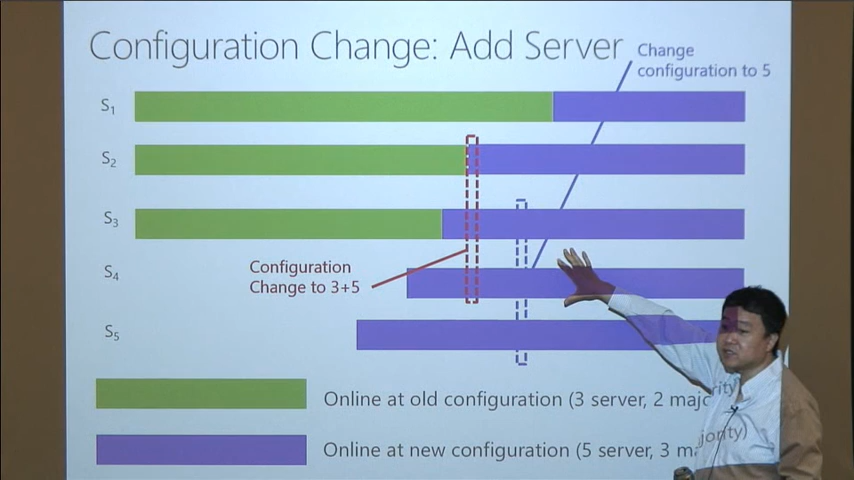 Configuration Change: Add Server
Change
configuration to 5
S1
S2
S3
Configuration
Change to 3+5
S4
S5
Online at old configuration (3 server, 2
Online at new configuration (5 server, 3